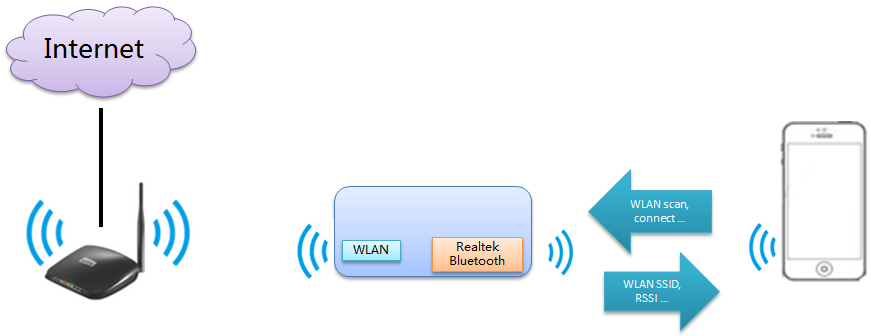 Internet
WLAN
Realtek
Bluetooth
WLAN scan,
connect ...
WLAN SSID,
RSSI ...